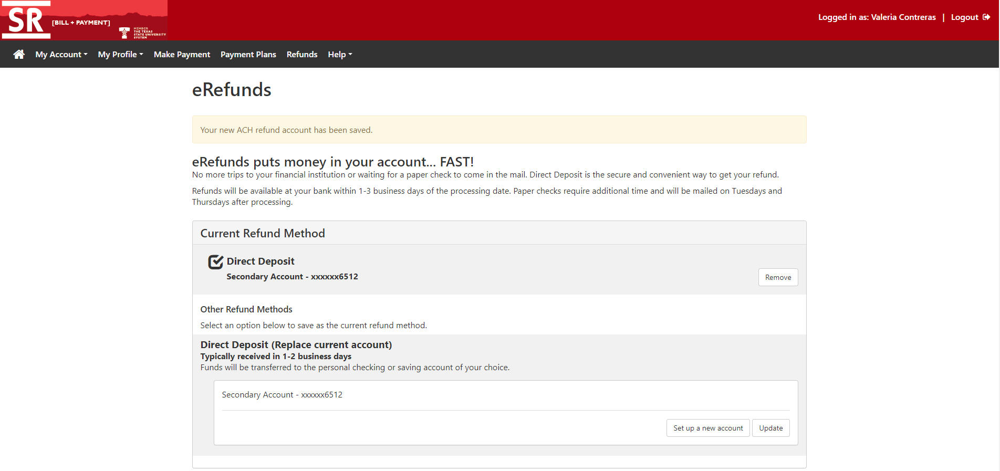 SR
[BILL + PAYMENT]
MEMBER
THE TEXAS
STATE UNIVERSITY
SYSTEM
Logged in as: Valeria Contreras | Logout
My Account My Profile Make Payment Payment Plans Refunds Help
eRefunds
Your new ACH refund account has been saved.
eRefunds puts money in your account... FAST!
No more trips to your financial institution or waiting for a paper check to come in the mail. Direct Deposit is the secure and convenient way to get your refund.
Refunds will be available at your bank within 1-3 business days of the processing date. Paper checks require additional time and will be mailed on Tuesdays and
Thursdays after processing.
Current Refund Method
Direct Deposit
Secondary Account - xxxxxx6512
Remove
Other Refund Methods
Select an option below to save as the current refund method.
Direct Deposit (Replace current account)
Typically received in 1-2 business days
Funds will be transferred to the personal checking or saving account of your choice.
Secondary Account - xxxxxx6512
Set up a new account Update